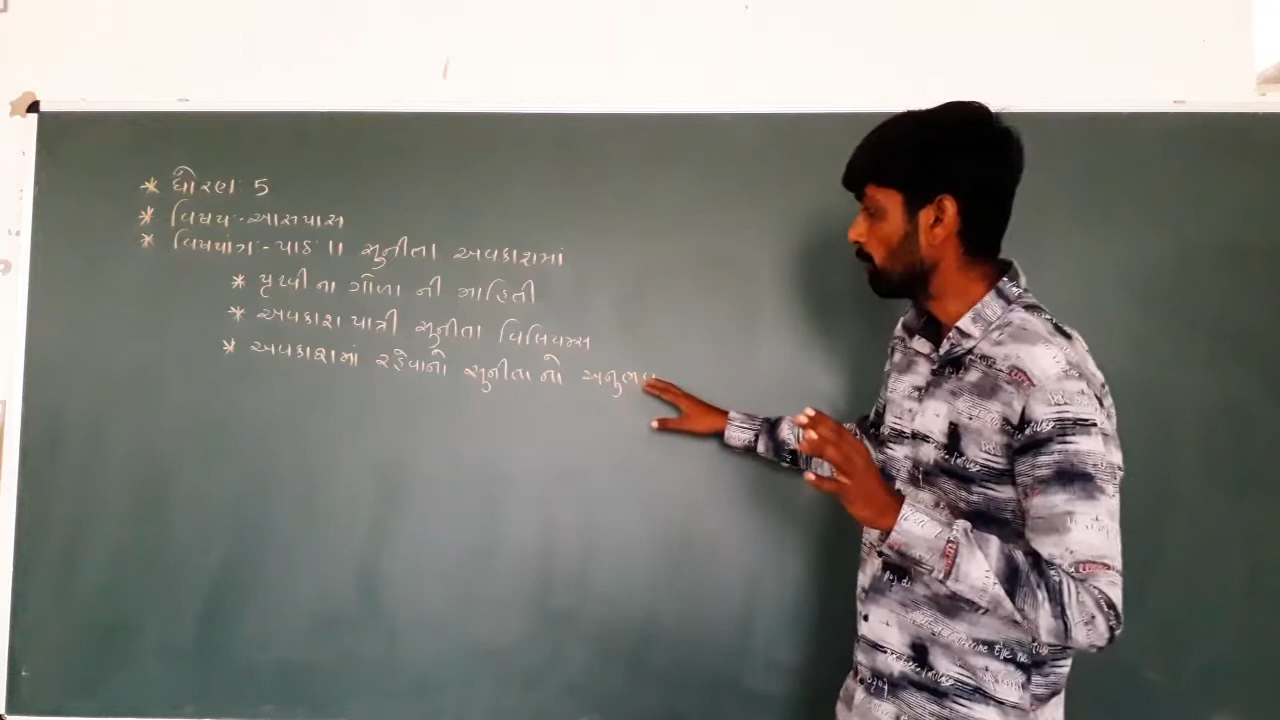 * ધોરણ: 5
* વિષય:- આસપાસ
* વિષયાંગ:- પાઠ 11 સુનીતા અવકાશમાં
* પૃથ્વી ના ગોળા ની માહિતી
* અવકાશ યાત્રી સુનીતા વિલિયમ્સ
* અવકાશમાં રહેવાનો સુનીતા નો અનુભવ